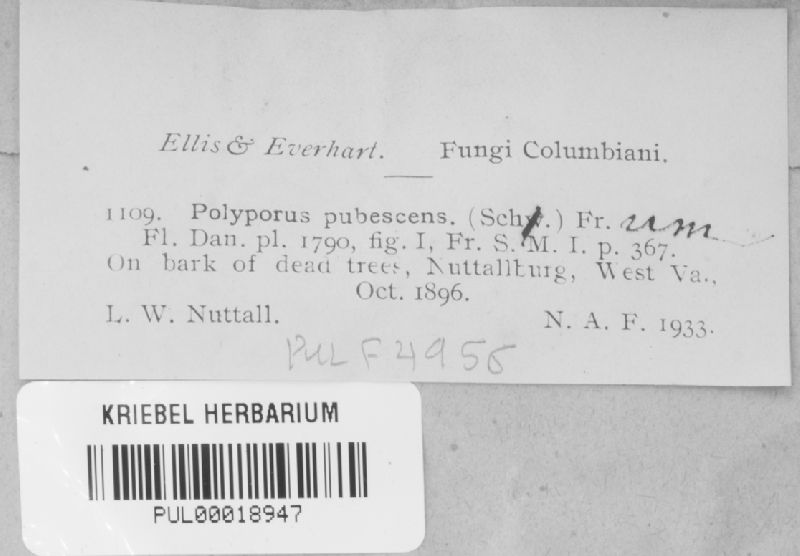 Ellis & Everhart. Fungi Columbiani.
1109. Polyporus pubescens. (Sch.) Fr. um
Fl. Dan. pl. 1790, fig. I, Fr. S. M. I. p. 367.
On bark of dead trees, Nuttallburg, West Va.,
Oct. 1896.
L. W. Nuttall. N. A. F. 1933.
PUL F4956
KRIEBEL HERBARIUM
PUL00018947